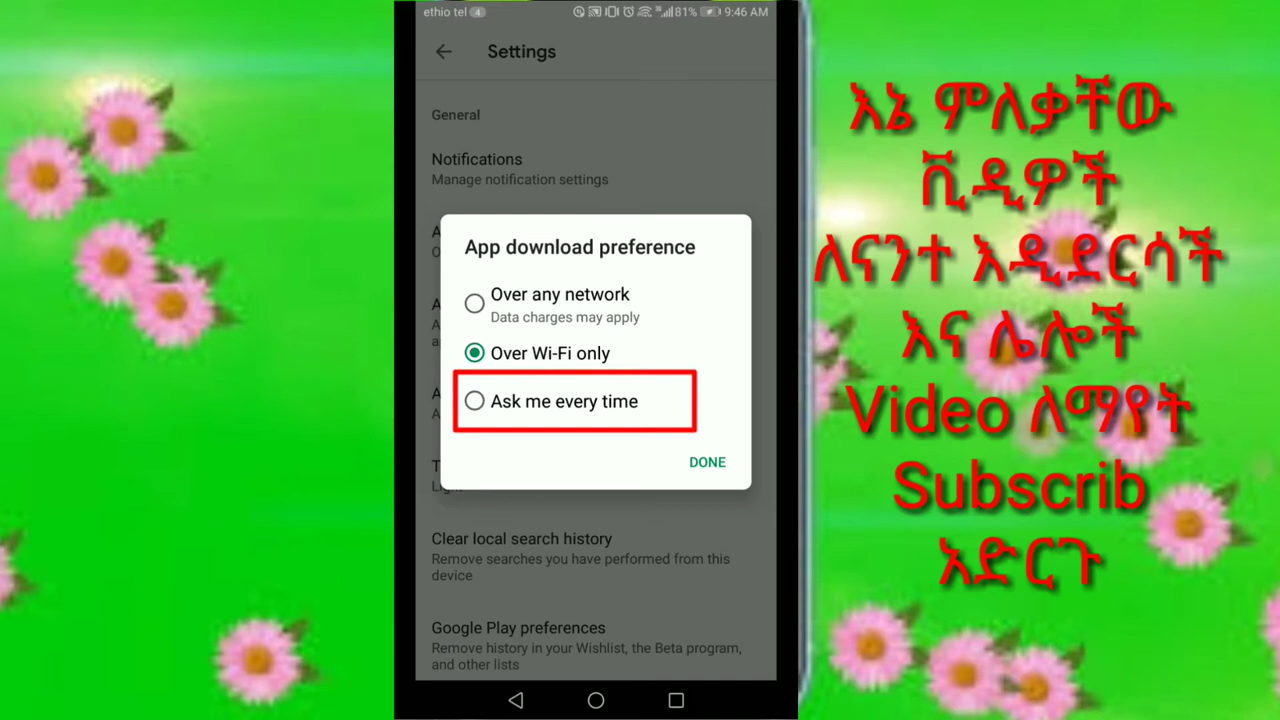 ethio tel 4
81% 9:46 AM
Settings
General
Notifications
Manage notification settings
App download preference
Over any network
Data charges may apply
Over Wi-Fi only
Ask me every time
DONE
Clear local search history
Remove searches you have performed from this
device
Google Play preferences
Remove history in your Wishlist, the Beta program,
and other lists
እኔ ምለቃቸው
ቪዲዎች
ለናንተ እዲደርሳች
እና ሌሎች
Video ለማየት
Subscrib
አድርጉ